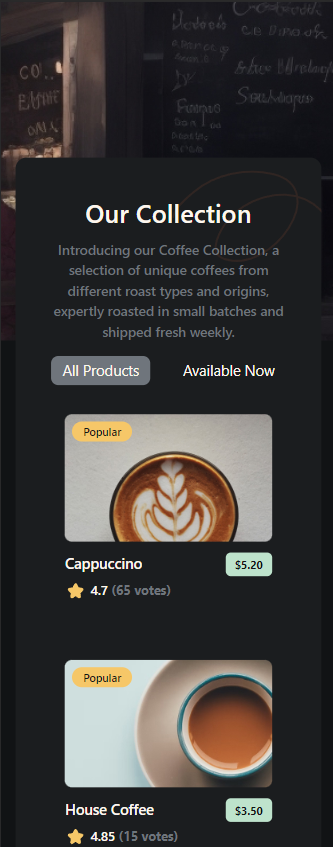 Our Collection
Introducing our Coffee Collection, a
selection of unique coffees from
different roast types and origins,
expertly roasted in small batches and
shipped fresh weekly.
All Products Available Now
Popular
Cappuccino $5.20
4.7 (65 votes)
Popular
House Coffee $3.50
4.85 (15 votes)